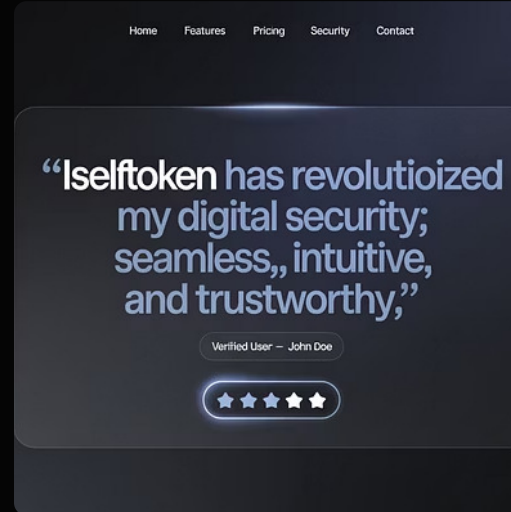 Home Features Pricing Security Contact
“Iselftoken has revolutioized
my digital security;
seamless,, intuitive,
and trustworthy,”
Verified User — John Doe